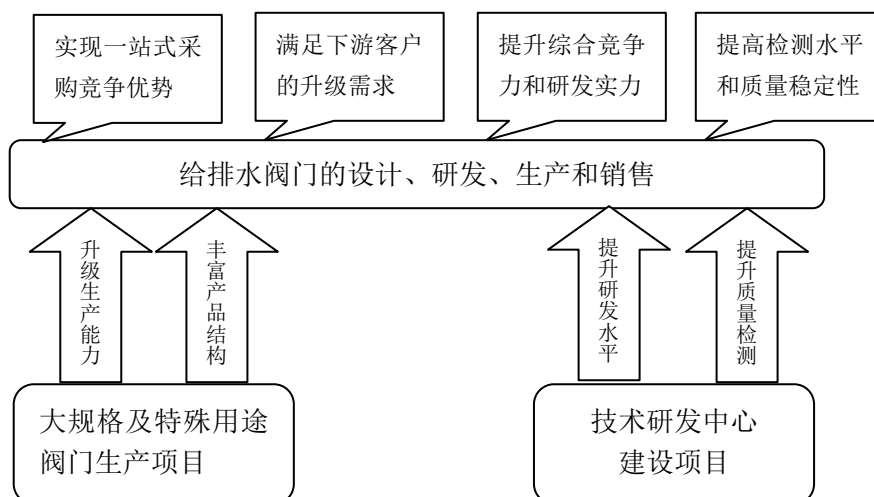 实现一站式采
购竞争优势
满足下游客户
的升级需求
提升综合竞争
力和研发实力
提高检测水平
和质量稳定性
给排水阀门的设计、研发、生产和销售
升级生产能力
丰富产品结构
提升研发水平
提升质量检测
大规格及特殊用途
阀门生产项目
技术研发中心
建设项目